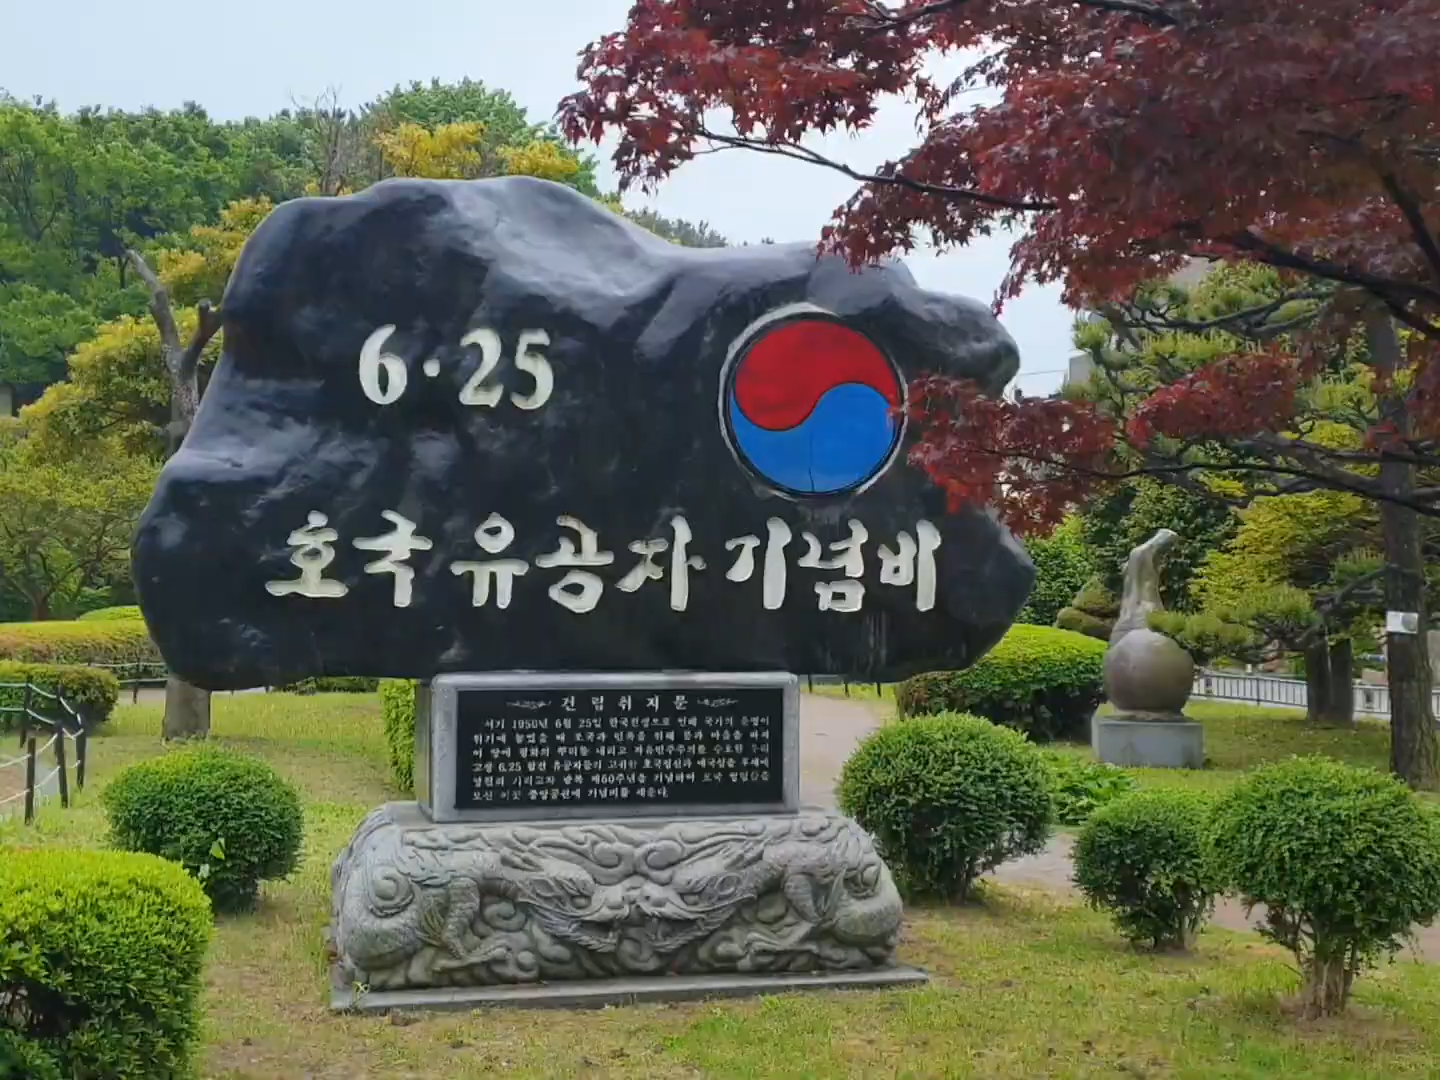 6·25
호국 유공자 기념비
건립취지문
서기 1950년 6월 25일 한국전쟁으로 인해 국가의 운명이
위기에 놓였을 때 조국과 민족을 위해 몸과 마음을 바쳐
이 땅에 평화의 뿌리를 내리고 자유민주주의를 수호한 우리
고장 6.25 참전 유공자들의 고귀한 호국정신과 애국심을 후세에
영원히 기리고자 광복 제60주년을 기념하여 호국 영령을
모신 이곳 중앙공원에 기념비를 세운다.